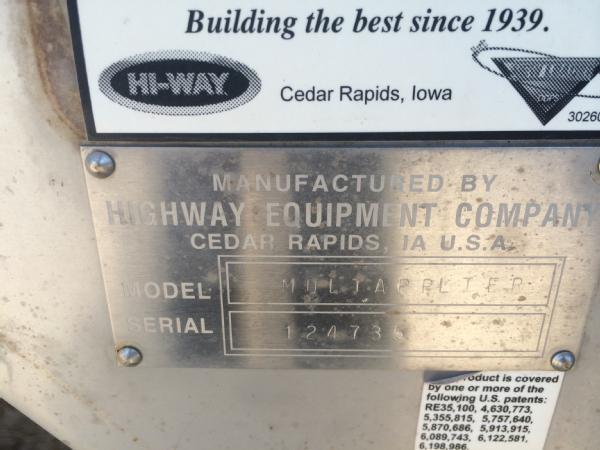 Building the best since 1939.
HI-WAY
Cedar Rapids, Iowa
30260
MANUFACTURED BY
HIGHWAY EQUIPMENT COMPANY
CEDAR RAPIDS, IA U.S.A.
MODEL MULTAPPLIER
SERIAL 124736
product is covered
by one or more of the
following U.S. patents:
RE35,100, 4,630,773,
5,355,815, 5,757,640,
5,870,686, 5,913,915,
6,089,743, 6,122,581,
6,198,986.